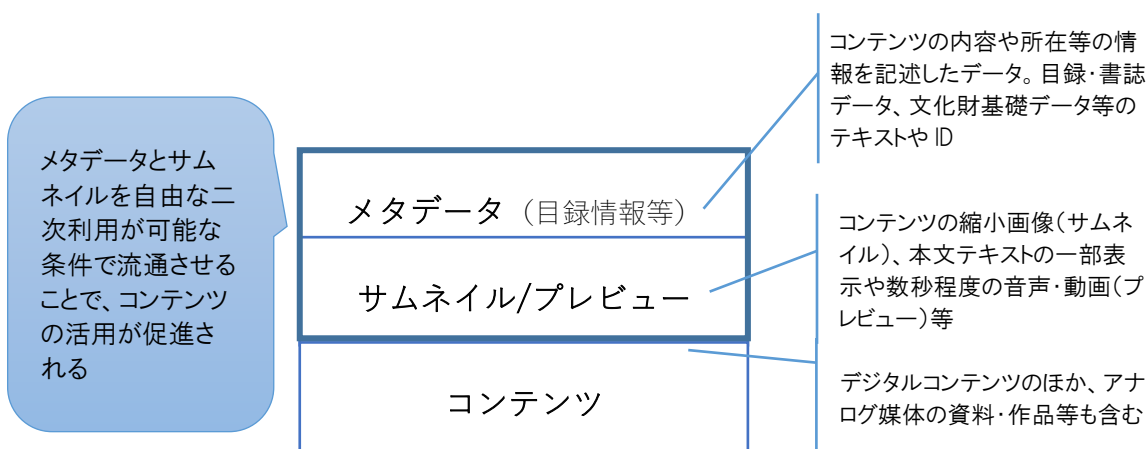 メタデータとサム
ネイルを自由な二
次利用が可能な
条件で流通させる
ことで、コンテンツ
の活用が促進さ
れる
メタデータ（目録情報等）
サムネイル/プレビュー
コンテンツ
コンテンツの内容や所在等の情
報を記述したデータ。目録・書誌
データ、文化財基礎データ等の
テキストや ID
コンテンツの縮小画像（サムネ
イル）、本文テキストの一部表
示や数秒程度の音声・動画（プ
レビュー）等
デジタルコンテンツのほか、アナ
ログ媒体の資料・作品等も含む